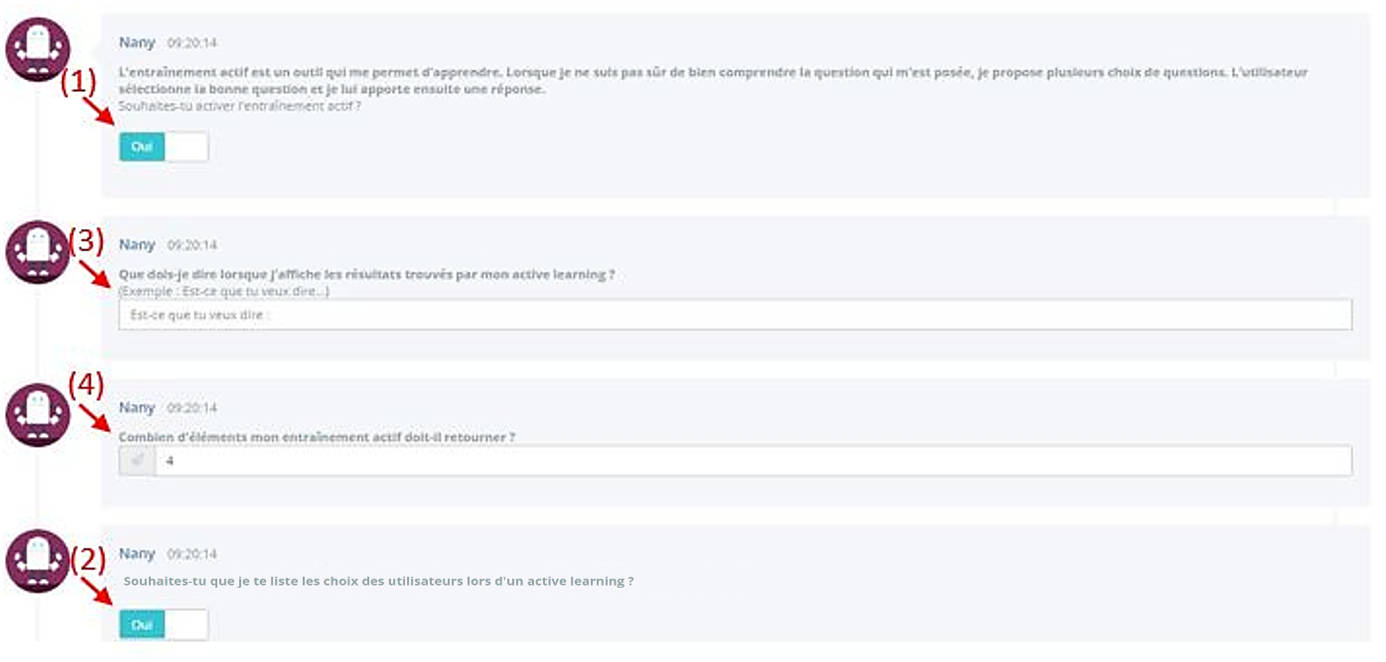 Nany 09:20:14
(1)
L'entraînement actif est un outil qui me permet d'apprendre. Lorsque je ne suis pas sûr de bien comprendre la question qui m'est posée, je propose plusieurs choix de questions. L'utilisateur
sélectionne la bonne question et je lui apporte ensuite une réponse.
Souhaites-tu activer l'entraînement actif ?
Oui
(3)
Nany 09:20:14
Que dois-je dire lorsque j'affiche les résultats trouvés par mon active learning ?
(Exemple : Est-ce que tu veux dire...)
Est-ce que tu veux dire :
(4)
Nany 09:20:14
Combien d'éléments mon entraînement actif doit-il retourner ?
4
(2)
Nany 09:20:14
Souhaites-tu que je te liste les choix des utilisateurs lors d'un active learning ?
Oui